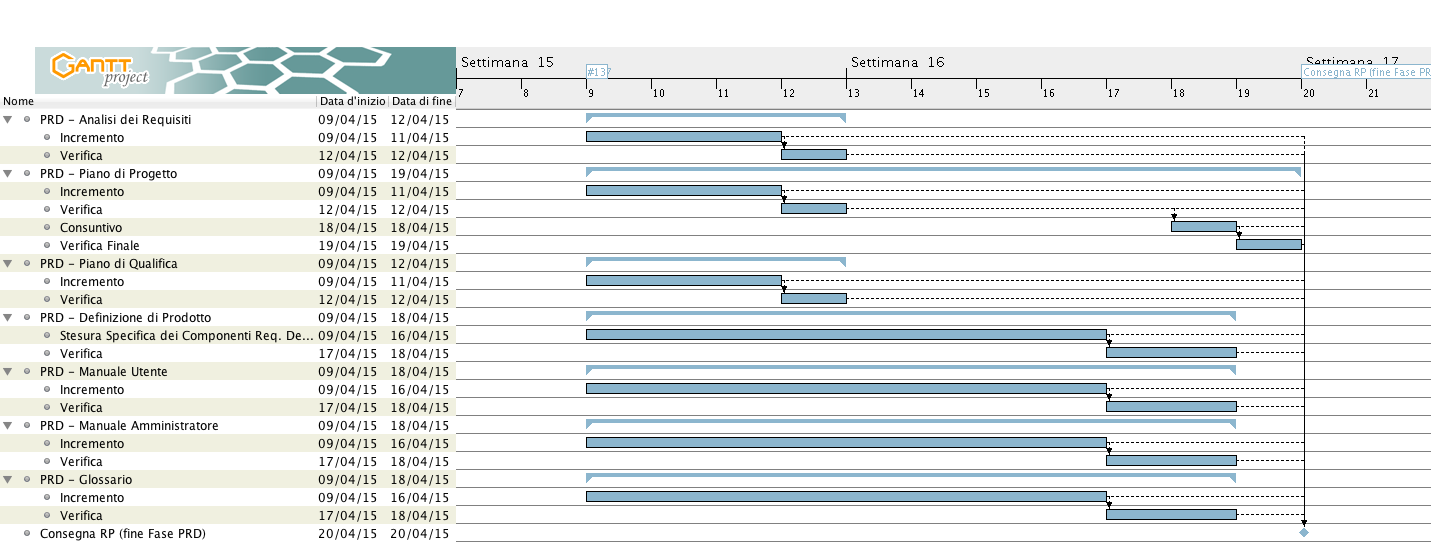 GANTT
project
Settimana 15
Settimana 16
Settimana 17
#137
Consegna RP (fine Fase PR
7 8 9 10 11 12 13 14 15 16 17 18 19 20 21
Nome Data d'inizio Data di fine
PRD - Analisi dei Requisiti 09/04/15 12/04/15
Incremento 09/04/15 11/04/15
Verifica 12/04/15 12/04/15
PRD - Piano di Progetto 09/04/15 19/04/15
Incremento 09/04/15 11/04/15
Verifica 12/04/15 12/04/15
Consuntivo 18/04/15 18/04/15
Verifica Finale 19/04/15 19/04/15
PRD - Piano di Qualifica 09/04/15 12/04/15
Incremento 09/04/15 11/04/15
Verifica 12/04/15 12/04/15
PRD - Definizione di Prodotto 09/04/15 18/04/15
Stesura Specifica dei Componenti Req. De... 09/04/15 16/04/15
Verifica 17/04/15 18/04/15
PRD - Manuale Utente 09/04/15 18/04/15
Incremento 09/04/15 16/04/15
Verifica 17/04/15 18/04/15
PRD - Manuale Amministratore 09/04/15 18/04/15
Incremento 09/04/15 16/04/15
Verifica 17/04/15 18/04/15
PRD - Glossario 09/04/15 18/04/15
Incremento 09/04/15 16/04/15
Verifica 17/04/15 18/04/15
Consegna RP (fine Fase PRD) 20/04/15 20/04/15